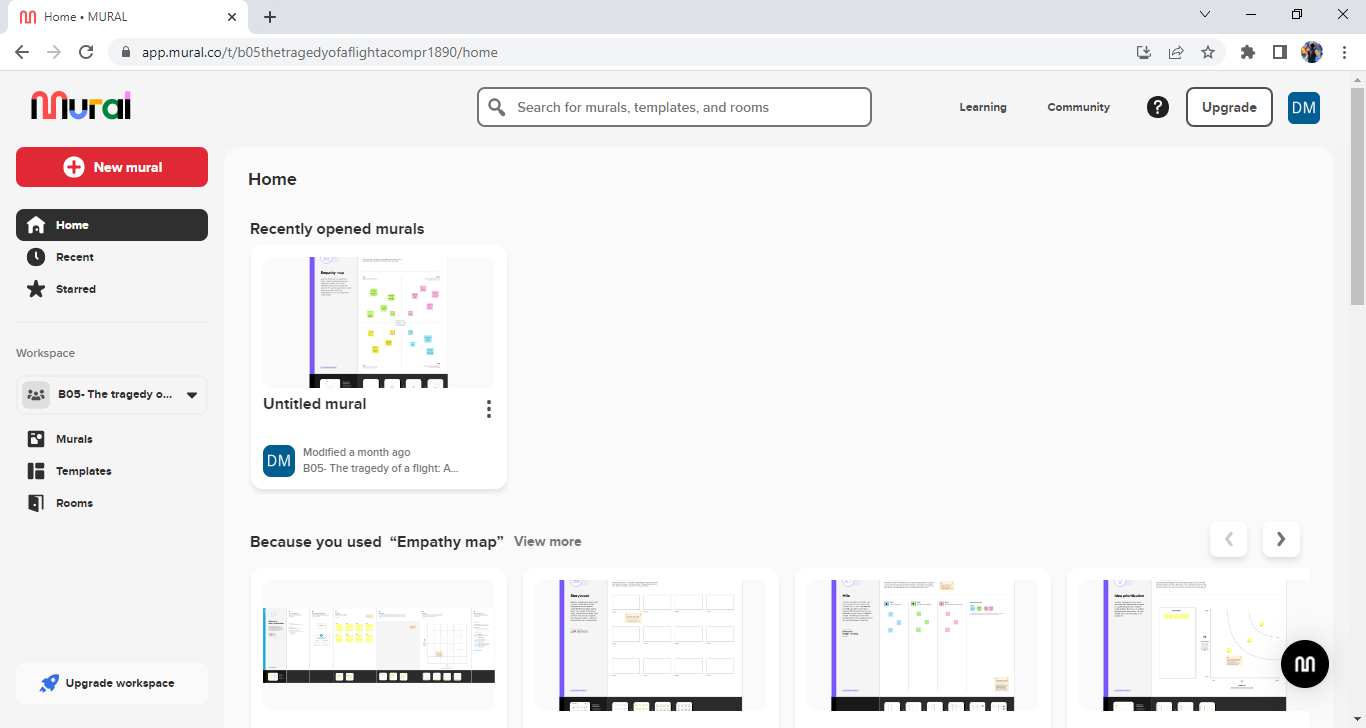 Home • MURAL
app.mural.co/t/b05thetragedyofaflightacompr1890/home
mural
Search for murals, templates, and rooms
Learning
Community
?
Upgrade
DM
New mural
Home
Recent
Starred
Workspace
B05- The tragedy o...
Murals
Templates
Rooms
Upgrade workspace
Home
Recently opened murals
Empathy map
Untitled mural
DM
Modified a month ago
B05- The tragedy of a flight: A...
Because you used “Empathy map” View more
Storyboard
Hills
Idea prioritization